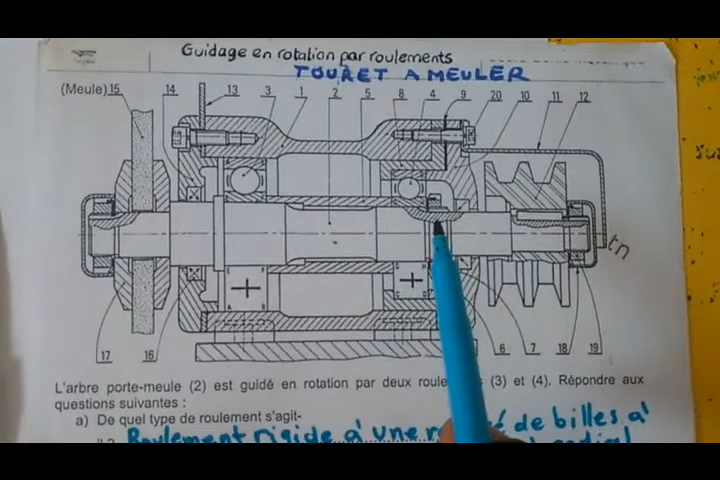 Guidage en rotation par roulements
TOURET A MEULER
(Meule) 15 14 13 3 1 2 5 8 4 9 20 10 11 12
tn
17 16 6 7 18 19
L'arbre porte-meule (2) est guidé en rotation par deux (3) et (4). Répondre aux
questions suivantes :
a) De quel type de roulement s'agit-
Roulement rigide à une de billes à